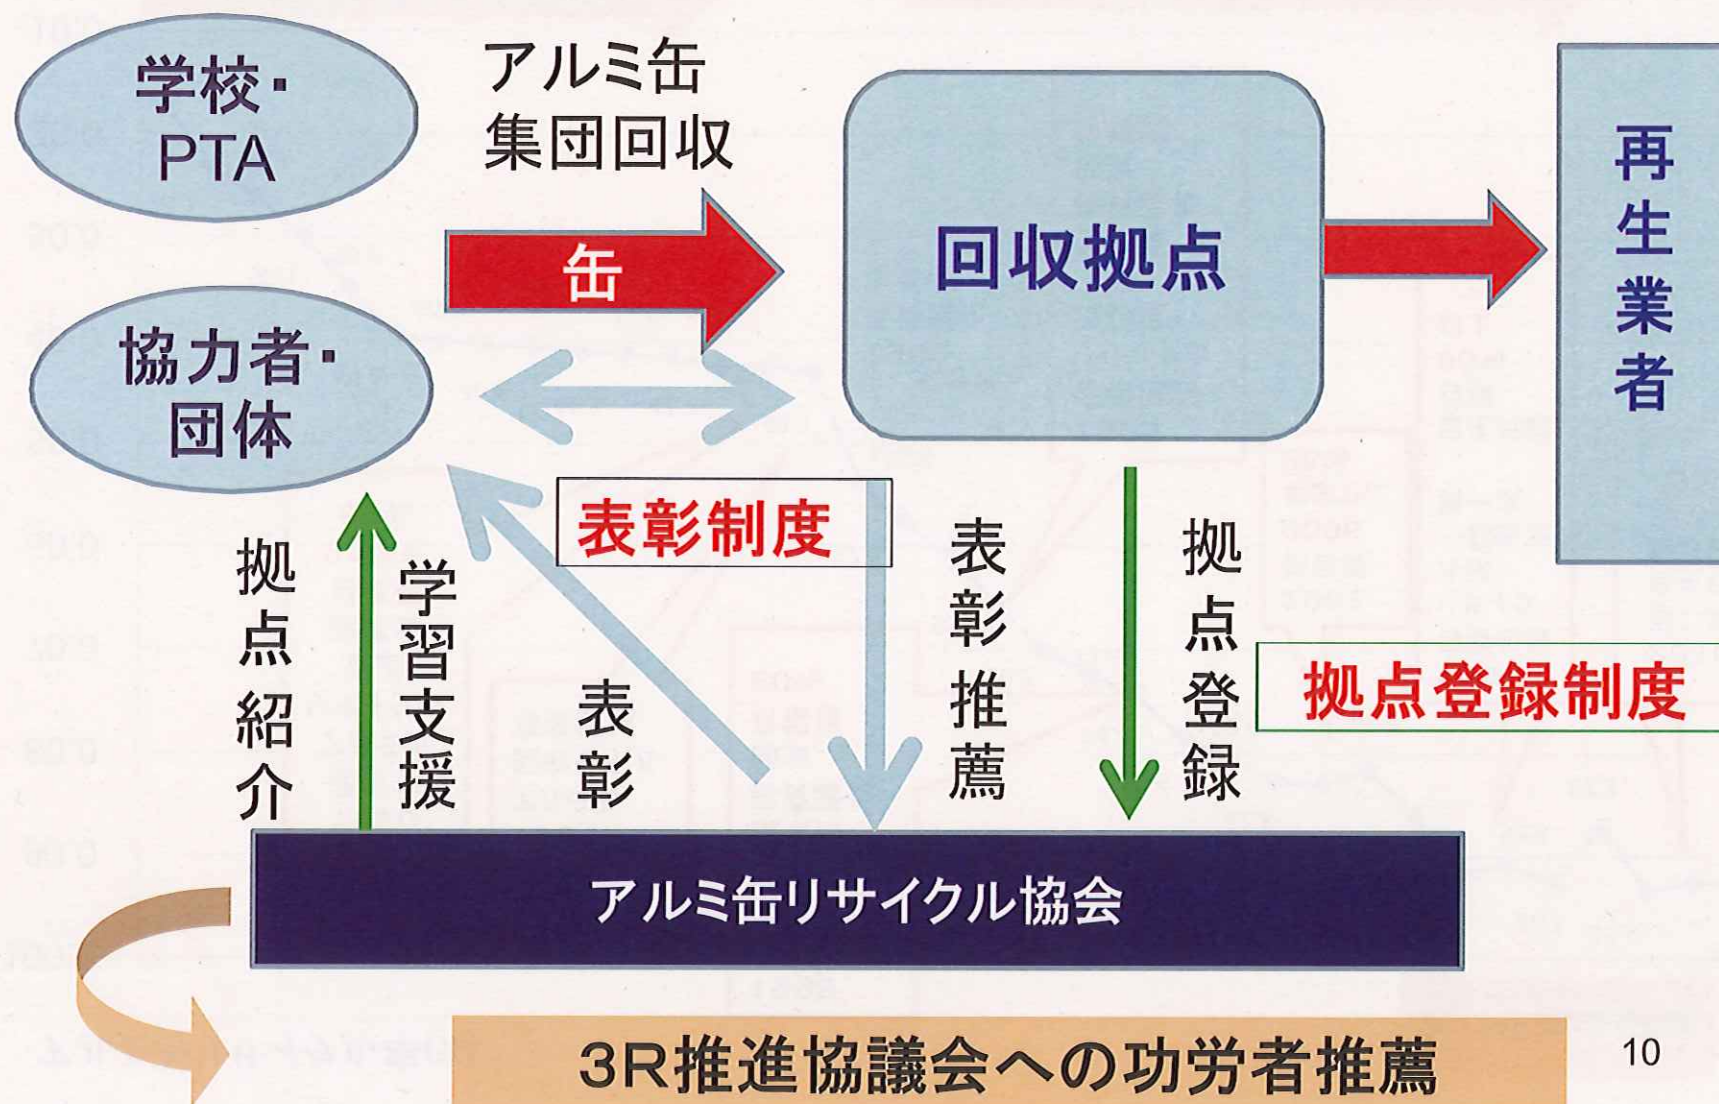 学校・
PTA
アルミ缶
集団回収
缶
回収拠点
再生業者
協力者・
団体
表彰制度
拠点紹介
学習支援
表彰
表彰推薦
拠点登録
拠点登録制度
アルミ缶リサイクル協会
3R推進協議会への功労者推薦
10